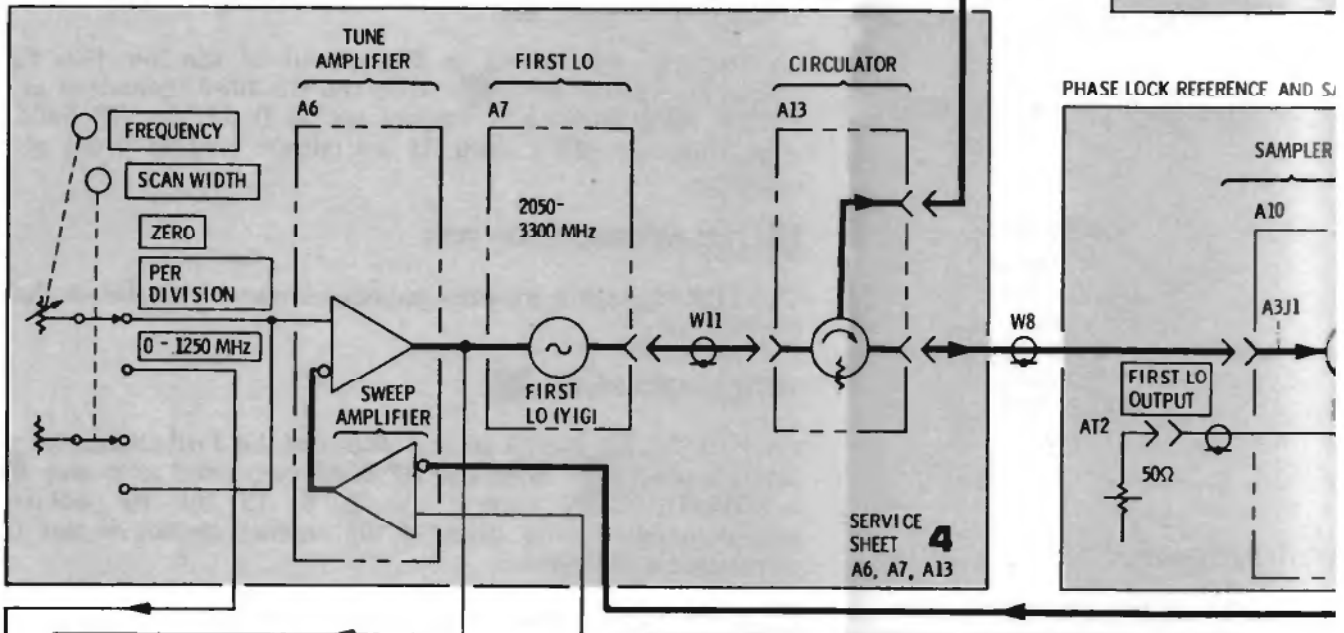 TUNE
AMPLIFIER
FIRST LO
CIRCULATOR
PHASE LOCK REFERENCE AND
A6
A7
A13
FREQUENCY
SAMPLER
SCAN WIDTH
2050-
3300 MHz
A10
ZERO
PER
DIVISION
W11
W8
A3J1
0 - .1250 MHz
FIRST
LO (YIG)
SWEEP
AMPLIFIER
FIRST LO
OUTPUT
AT2
50Ω
SERVICE
SHEET 4
A6, A7, A13